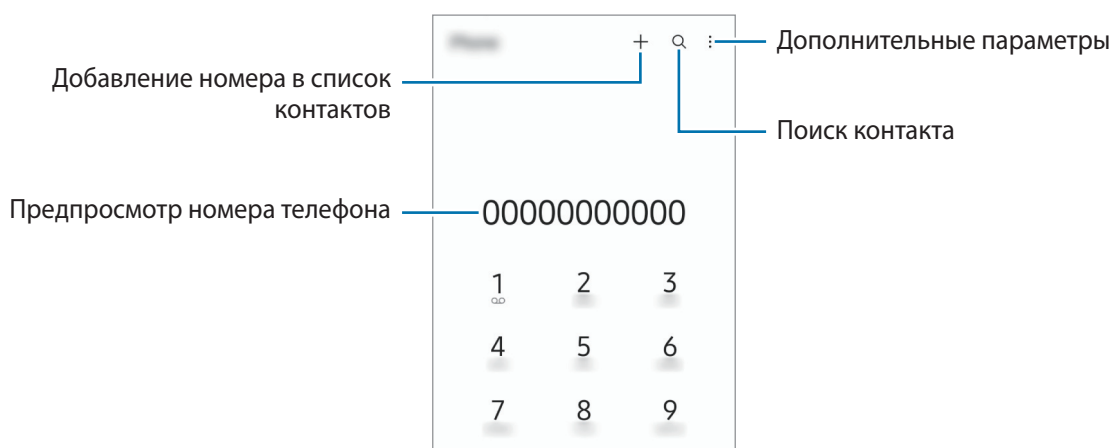 Дополнительные параметры
Добавление номера в список
контактов
Поиск контакта
Предпросмотр номера телефона
00000000000
1 2 3
4 5 6
7 8 9